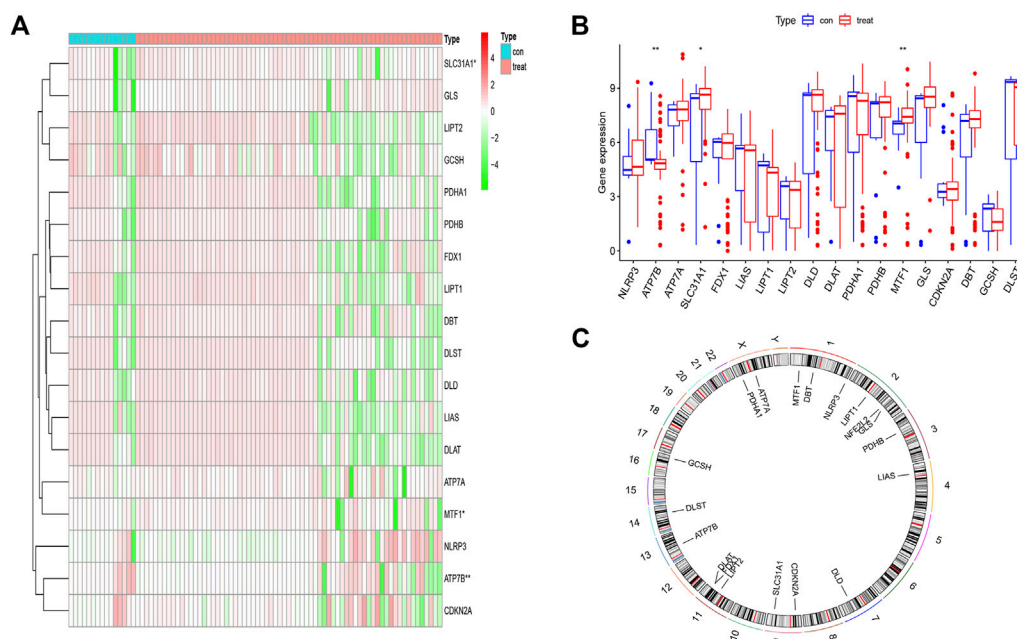 A
Type
con
treat
Type
4
2
0
−2
−4
SLC31A1*
GLS
LIPT2
GCSH
PDHA1
PDHB
FDX1
LIPT1
DBT
DLST
DLD
LIAS
DLAT
ATP7A
MTF1*
NLRP3
ATP7B**
CDKN2A
B
Type con treat
** * **
Gene expression
9
6
3
0
NLRP3 ATP7B ATP7A SLC31A1 FDX1 LIAS LIPT1 LIPT2 DLD DLAT PDHA1 PDHB MTF1 GLS CDKN2A DBT GCSH DLST
C
1
2
3
4
5
6
7
8
10
11
12
13
14
15
16
17
18
19
20
21
22
X
Y
MTF1
DBT
NLRP3
LIPT1
NFE2L2
GLS
PDHB
LIAS
DLD
CDKN2A
SLC31A1
LIPT2
FDX1
DLAT
ATP7B
DLST
GCSH
PDHA1
ATP7A